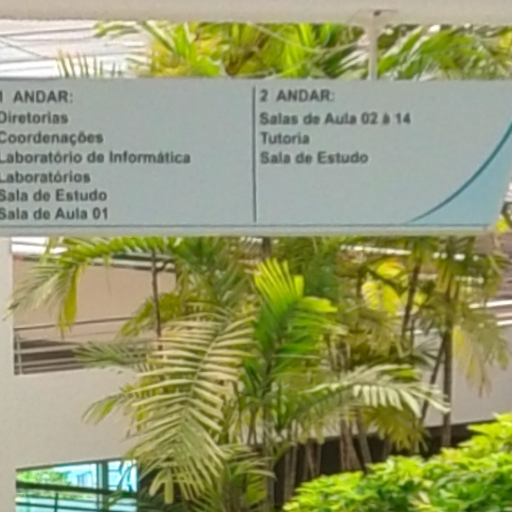 1 ANDAR:
Diretorias
Coordenações
Laboratório de Informática
Laboratórios
Sala de Estudo
Sala de Aula 01
2 ANDAR:
Salas de Aula 02 à 14
Tutoria
Sala de Estudo